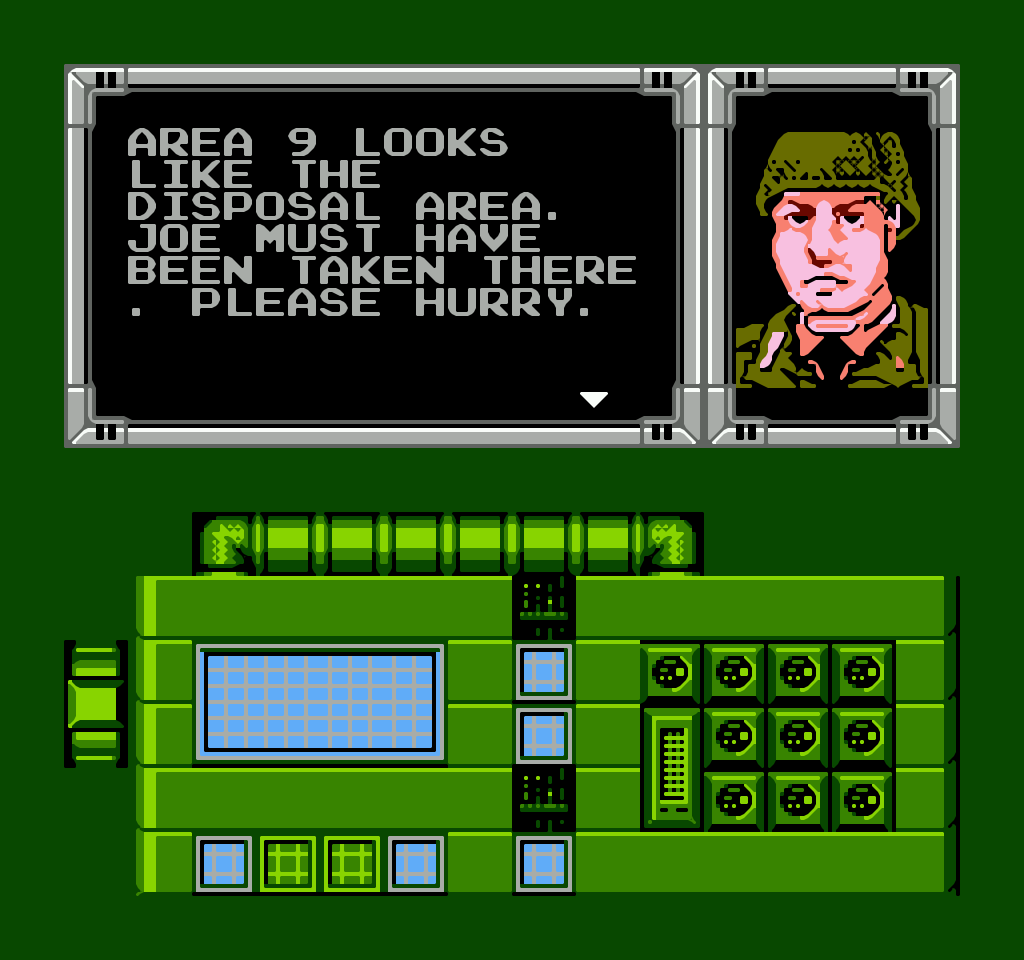 AREA 9 LOOKS
LIKE THE
DISPOSAL AREA.
JOE MUST HAVE
BEEN TAKEN THERE
. PLEASE HURRY.